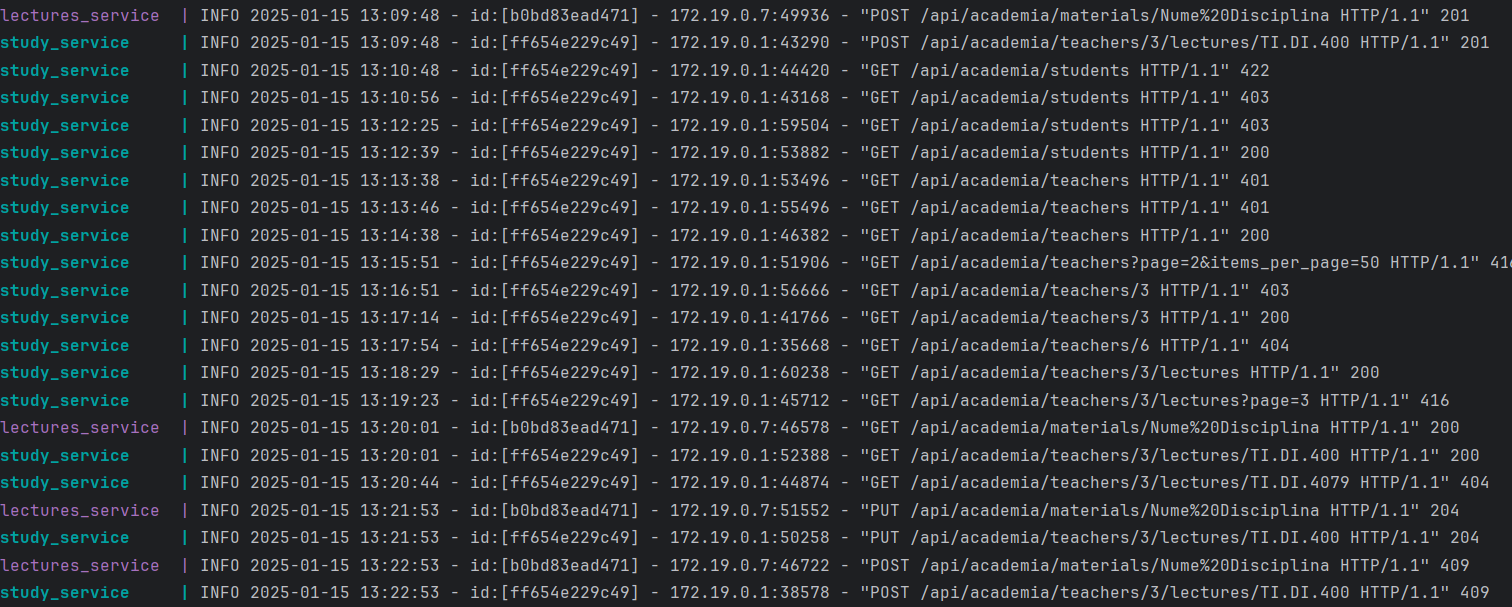 lectures_service | INFO 2025-01-15 13:09:48 - id:[b0bd83ead471] - 172.19.0.7:49936 - "POST /api/academia/materials/Nume%20Disciplina HTTP/1.1" 201
study_service | INFO 2025-01-15 13:09:48 - id:[ff654e229c49] - 172.19.0.1:43290 - "POST /api/academia/teachers/3/lectures/TI.DI.400 HTTP/1.1" 201
study_service | INFO 2025-01-15 13:10:48 - id:[ff654e229c49] - 172.19.0.1:44420 - "GET /api/academia/students HTTP/1.1" 422
study_service | INFO 2025-01-15 13:10:56 - id:[ff654e229c49] - 172.19.0.1:43168 - "GET /api/academia/students HTTP/1.1" 403
study_service | INFO 2025-01-15 13:12:25 - id:[ff654e229c49] - 172.19.0.1:59504 - "GET /api/academia/students HTTP/1.1" 403
study_service | INFO 2025-01-15 13:12:39 - id:[ff654e229c49] - 172.19.0.1:53882 - "GET /api/academia/students HTTP/1.1" 200
study_service | INFO 2025-01-15 13:13:38 - id:[ff654e229c49] - 172.19.0.1:53496 - "GET /api/academia/teachers HTTP/1.1" 401
study_service | INFO 2025-01-15 13:13:46 - id:[ff654e229c49] - 172.19.0.1:55496 - "GET /api/academia/teachers HTTP/1.1" 401
study_service | INFO 2025-01-15 13:14:38 - id:[ff654e229c49] - 172.19.0.1:46382 - "GET /api/academia/teachers HTTP/1.1" 200
study_service | INFO 2025-01-15 13:15:51 - id:[ff654e229c49] - 172.19.0.1:51906 - "GET /api/academia/teachers?page=2&items_per_page=50 HTTP/1.1" 416
study_service | INFO 2025-01-15 13:16:51 - id:[ff654e229c49] - 172.19.0.1:56666 - "GET /api/academia/teachers/3 HTTP/1.1" 403
study_service | INFO 2025-01-15 13:17:14 - id:[ff654e229c49] - 172.19.0.1:41766 - "GET /api/academia/teachers/3 HTTP/1.1" 200
study_service | INFO 2025-01-15 13:17:54 - id:[ff654e229c49] - 172.19.0.1:35668 - "GET /api/academia/teachers/6 HTTP/1.1" 404
study_service | INFO 2025-01-15 13:18:29 - id:[ff654e229c49] - 172.19.0.1:60238 - "GET /api/academia/teachers/3/lectures HTTP/1.1" 200
study_service | INFO 2025-01-15 13:19:23 - id:[ff654e229c49] - 172.19.0.1:45712 - "GET /api/academia/teachers/3/lectures?page=3 HTTP/1.1" 416
lectures_service | INFO 2025-01-15 13:20:01 - id:[b0bd83ead471] - 172.19.0.7:46578 - "GET /api/academia/materials/Nume%20Disciplina HTTP/1.1" 200
study_service | INFO 2025-01-15 13:20:01 - id:[ff654e229c49] - 172.19.0.1:52388 - "GET /api/academia/teachers/3/lectures/TI.DI.400 HTTP/1.1" 200
study_service | INFO 2025-01-15 13:20:44 - id:[ff654e229c49] - 172.19.0.1:44874 - "GET /api/academia/teachers/3/lectures/TI.DI.4079 HTTP/1.1" 404
lectures_service | INFO 2025-01-15 13:21:53 - id:[b0bd83ead471] - 172.19.0.7:51552 - "PUT /api/academia/materials/Nume%20Disciplina HTTP/1.1" 204
study_service | INFO 2025-01-15 13:21:53 - id:[ff654e229c49] - 172.19.0.1:50258 - "PUT /api/academia/teachers/3/lectures/TI.DI.400 HTTP/1.1" 204
lectures_service | INFO 2025-01-15 13:22:53 - id:[b0bd83ead471] - 172.19.0.7:46722 - "POST /api/academia/materials/Nume%20Disciplina HTTP/1.1" 409
study_service | INFO 2025-01-15 13:22:53 - id:[ff654e229c49] - 172.19.0.1:38578 - "POST /api/academia/teachers/3/lectures/TI.DI.400 HTTP/1.1" 409